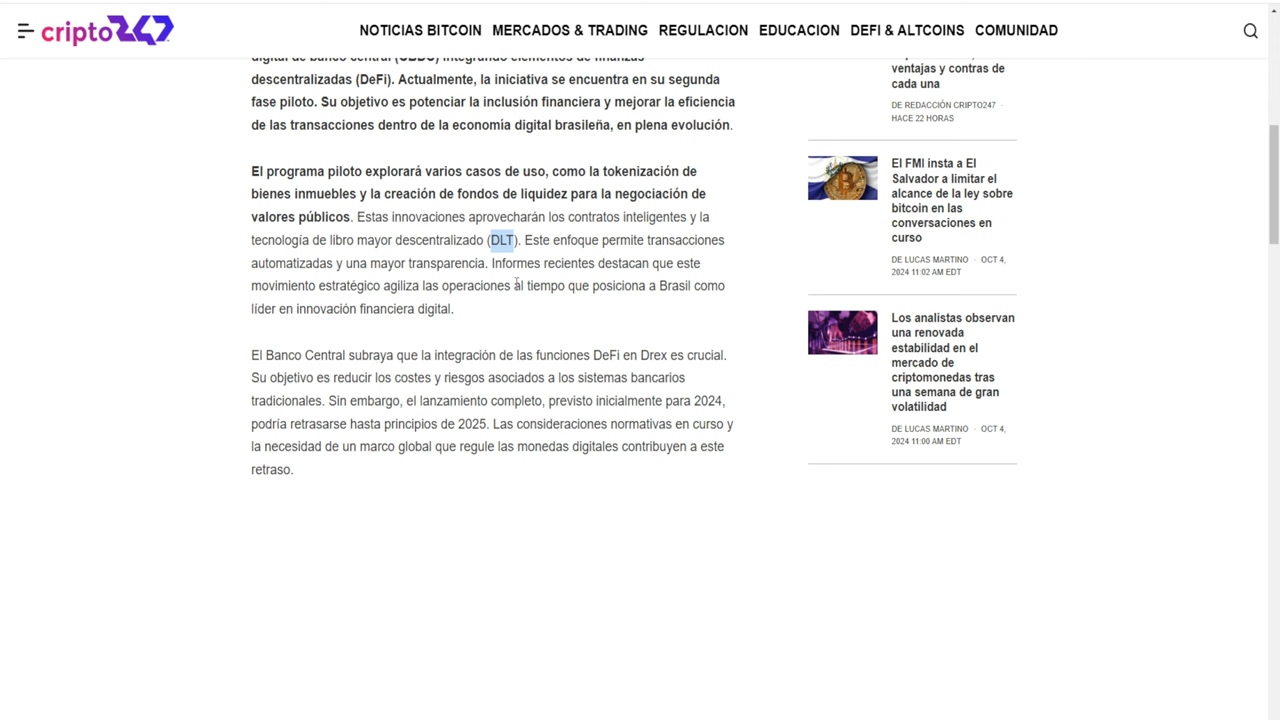 cripto247
NOTICIAS BITCOIN MERCADOS & TRADING REGULACION EDUCACION DEFI & ALTCOINS COMUNIDAD
digital de banco central (CBDC) integrando elementos de finanzas
descentralizadas (DeFi). Actualmente, la iniciativa se encuentra en su segunda
fase piloto. Su objetivo es potenciar la inclusión financiera y mejorar la eficiencia
de las transacciones dentro de la economía digital brasileña, en plena evolución.
El programa piloto explorará varios casos de uso, como la tokenización de
bienes inmuebles y la creación de fondos de liquidez para la negociación de
valores públicos. Estas innovaciones aprovecharán los contratos inteligentes y la
tecnología de libro mayor descentralizado (DLT). Este enfoque permite transacciones
automatizadas y una mayor transparencia. Informes recientes destacan que este
movimiento estratégico agiliza las operaciones al tiempo que posiciona a Brasil como
líder en innovación financiera digital.
El Banco Central subraya que la integración de las funciones DeFi en Drex es crucial.
Su objetivo es reducir los costes y riesgos asociados a los sistemas bancarios
tradicionales. Sin embargo, el lanzamiento completo, previsto inicialmente para 2024,
podría retrasarse hasta principios de 2025. Las consideraciones normativas en curso y
la necesidad de un marco global que regule las monedas digitales contribuyen a este
retraso.
ventajas y contras de
cada una
DE REDACCIÓN CRIPTO247 ·
HACE 22 HORAS
El FMI insta a El
Salvador a limitar el
alcance de la ley sobre
bitcoin en las
conversaciones en
curso
DE LUCAS MARTINO · OCT 4,
2024 11:02 AM EDT
Los analistas observan
una renovada
estabilidad en el
mercado de
criptomonedas tras
una semana de gran
volatilidad
DE LUCAS MARTINO · OCT 4,
2024 11:00 AM EDT